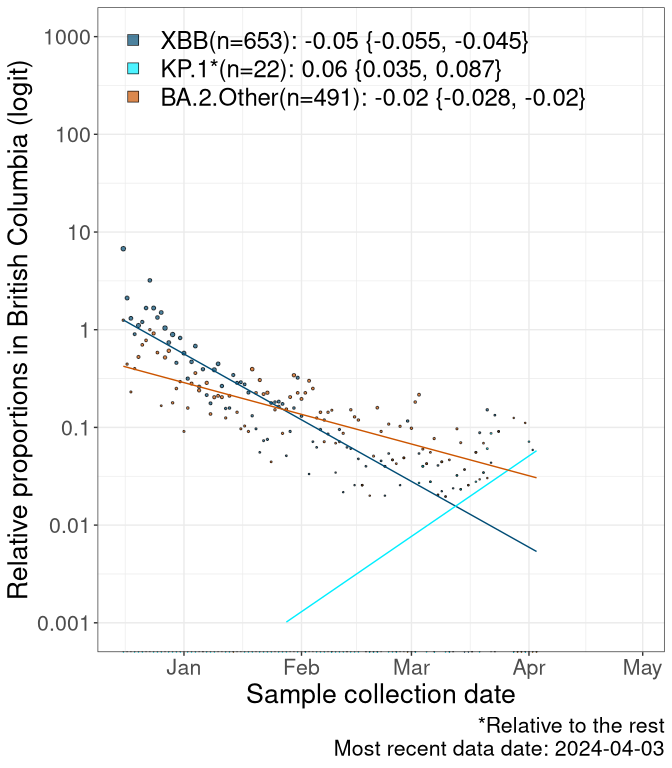 Relative proportions in British Columbia (logit)
1000
100
10
1
0.1
0.01
0.001
XBB(n=653): -0.05 {-0.055, -0.045}
KP.1*(n=22): 0.06 {0.035, 0.087}
BA.2.Other(n=491): -0.02 {-0.028, -0.02}
Jan Feb Mar Apr May
Sample collection date
*Relative to the rest
Most recent data date: 2024-04-03